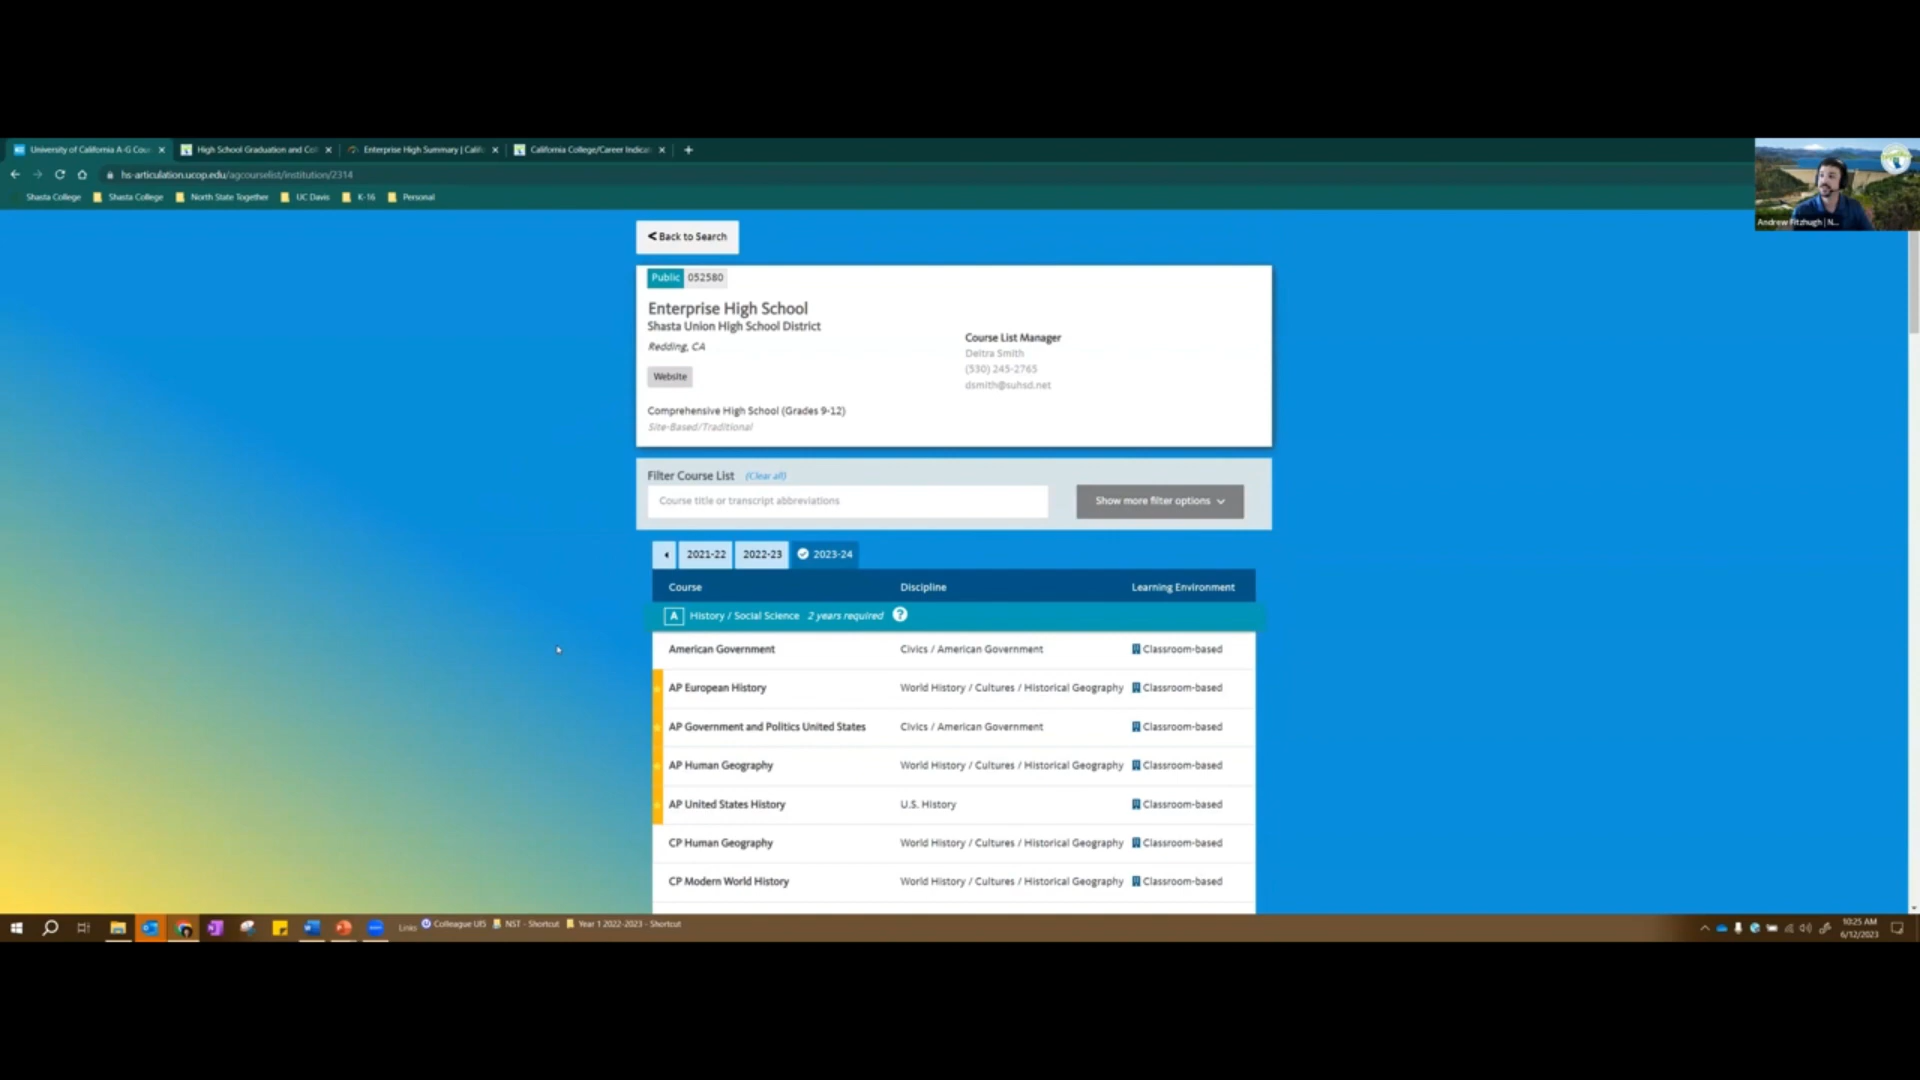 University of California A-G Cou
High School Graduation and Col
Enterprise High Summary | Calif
California College/Career Indica
hs-articulation.ucop.edu/agcourselist/institution/2314
Shasta College
Shasta College
North State Together
UC Davis
K-16
Personal
Andrew Fitzhugh | N...
< Back to Search
Public 052580
Enterprise High School
Shasta Union High School District
Redding, CA
Website
Comprehensive High School (Grades 9-12)
Site-Based/Traditional
Course List Manager
Deitra Smith
(530) 245-2765
dsmith@suhsd.net
Filter Course List (Clear all)
Course title or transcript abbreviations
Show more filter options
2021-22 2022-23 2023-24
Course Discipline Learning Environment
A History / Social Science 2 years required ?
American Government Civics / American Government Classroom-based
AP European History World History / Cultures / Historical Geography Classroom-based
AP Government and Politics United States Civics / American Government Classroom-based
AP Human Geography World History / Cultures / Historical Geography Classroom-based
AP United States History U.S. History Classroom-based
CP Human Geography World History / Cultures / Historical Geography Classroom-based
CP Modern World History World History / Cultures / Historical Geography Classroom-based
Links Colleague UI5 NST - Shortcut Year 1 2022-2023 - Shortcut
10:25 AM
6/12/2023